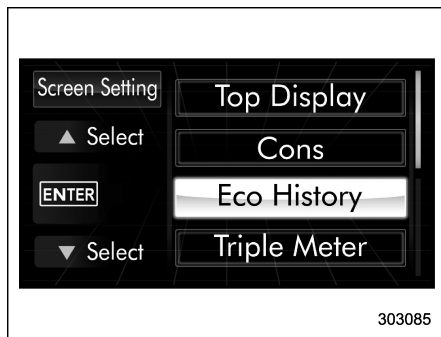 Screen Setting
▲ Select
ENTER
▼ Select
Top Display
Cons
Eco History
Triple Meter
303085